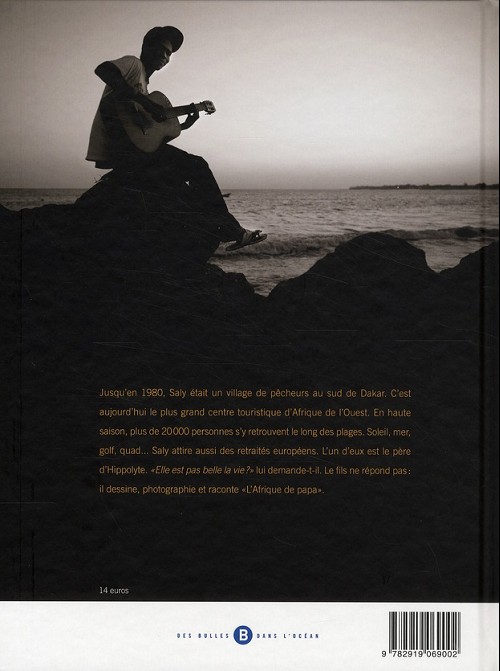 Jusqu'en 1980, Saly était un village de pêcheurs au sud de Dakar. C'est
aujourd'hui le plus grand centre touristique d'Afrique de l'Ouest. En haute
saison, plus de 20 000 personnes s'y retrouvent le long des plages. Soleil, mer,
golf, quad... Saly attire aussi des retraités européens. L'un d'eux est le père
d'Hippolyte. «Elle est pas belle la vie ?» lui demande-t-il. Le fils ne répond pas :
il dessine, photographie et raconte «L'Afrique de papa».
14 euros
DES BULLES B DANS L'OCÉAN
9 782919 069002